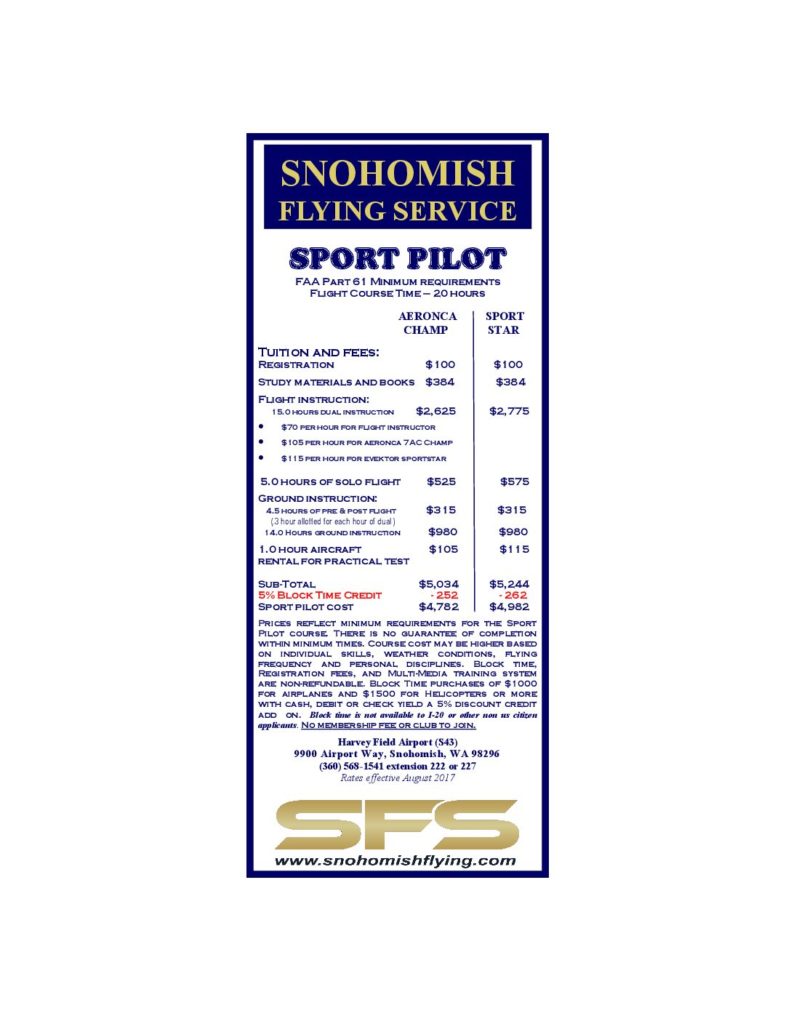 SNOHOMISH
FLYING SERVICE
SPORT PILOT
FAA Part 61 Minimum requirements
Flight Course Time – 20 hours
AERONCA CHAMP
SPORT STAR
Tuition and fees:
Registration $100 $100
Study materials and books $384 $384
Flight instruction:
15.0 hours dual instruction $2,625 $2,775
• $70 per hour for flight instructor
• $105 per hour for Aeronca 7AC Champ
• $115 per hour for Evektor Sportstar
5.0 hours of solo flight $525 $575
Ground instruction:
4.5 hours of pre & post flight $315 $315
(.3 hour allotted for each hour of dual)
14.0 Hours ground instruction $980 $980
1.0 hour aircraft $105 $115
rental for practical test
Sub-Total $5,034 $5,244
5% Block Time Credit - 252 - 262
Sport pilot cost $4,782 $4,982
Prices reflect minimum requirements for the Sport
Pilot course. There is no guarantee of completion
within minimum times. Course cost may be higher based
on individual skills, weather conditions, flying
frequency and personal disciplines. Block time,
Registration fees, and Multi-Media training system
are non-refundable. Block Time purchases of $1000
for airplanes and $1500 for Helicopters or more
with cash, debit or check yield a 5% discount credit
add on. Block time is not available to I-20 or other non us citizen
applicants. No membership fee or club to join.
Harvey Field Airport (S43)
9900 Airport Way, Snohomish, WA 98296
(360) 568-1541 extension 222 or 227
Rates effective August 2017
SFS
www.snohomishflying.com